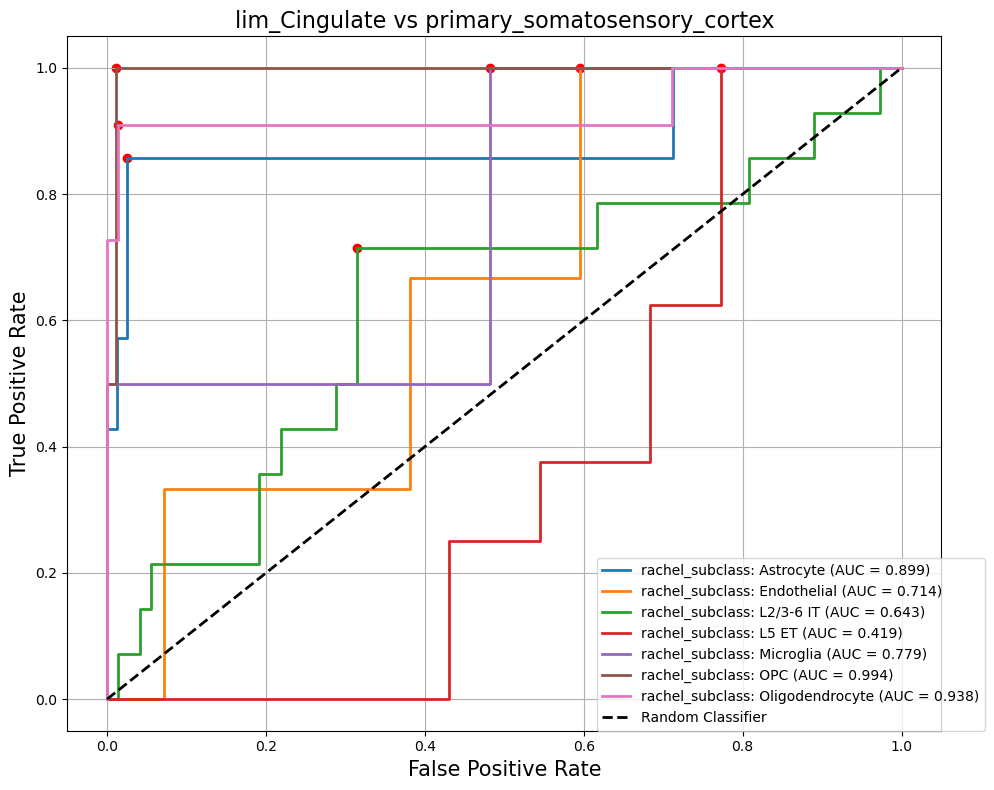 lim_Cingulate vs primary_somatosensory_cortex
True Positive Rate
1.0
0.8
0.6
0.4
0.2
0.0
rachel_subclass: Astrocyte (AUC = 0.899)
rachel_subclass: Endothelial (AUC = 0.714)
rachel_subclass: L2/3-6 IT (AUC = 0.643)
rachel_subclass: L5 ET (AUC = 0.419)
rachel_subclass: Microglia (AUC = 0.779)
rachel_subclass: OPC (AUC = 0.994)
rachel_subclass: Oligodendrocyte (AUC = 0.938)
Random Classifier
0.0 0.2 0.4 0.6 0.8 1.0
False Positive Rate